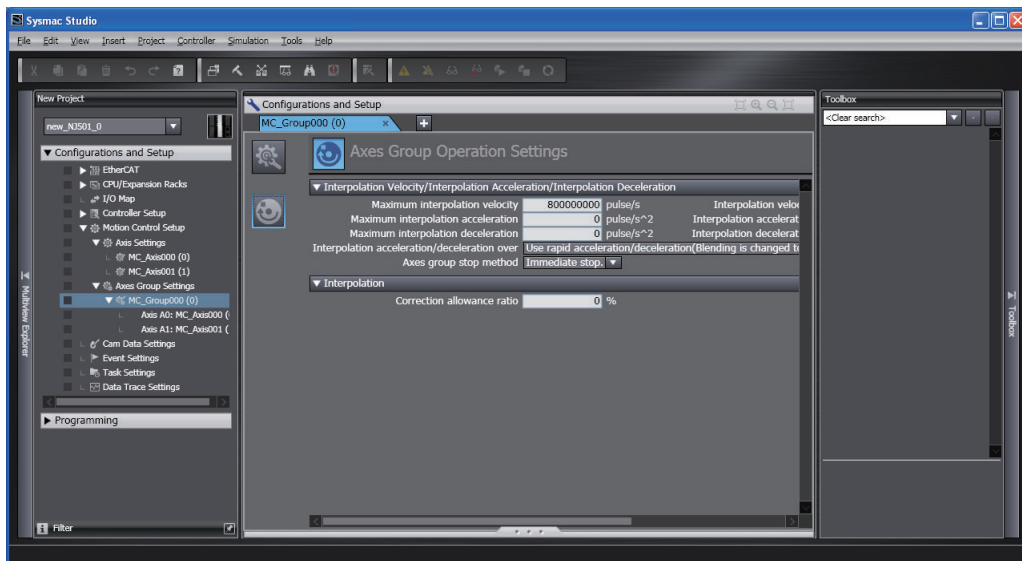 Sysmac Studio
File Edit View Insert Project Controller Simulation Tools Help
New Project
new_NJ501_0
Configurations and Setup
EtherCAT
CPU/Expansion Racks
I/O Map
Controller Setup
Motion Control Setup
Axis Settings
MC_Axis000 (0)
MC_Axis001 (1)
Axes Group Settings
MC_Group000 (0)
Axis A0: MC_Axis000 (
Axis A1: MC_Axis001 (
Cam Data Settings
Event Settings
Task Settings
Data Trace Settings
Programming
Filter
Multiview Explorer
Configurations and Setup
MC_Group000 (0) x +
Axes Group Operation Settings
Interpolation Velocity/Interpolation Acceleration/Interpolation Deceleration
Maximum interpolation velocity 800000000 pulse/s Interpolation veloc
Maximum interpolation acceleration 0 pulse/s^2 Interpolation accelerat
Maximum interpolation deceleration 0 pulse/s^2 Interpolation decelerat
Interpolation acceleration/deceleration over Use rapid acceleration/deceleration(Blending is changed to
Axes group stop method Immediate stop.
Interpolation
Correction allowance ratio 0 %
Toolbox
<Clear search>
Toolbox